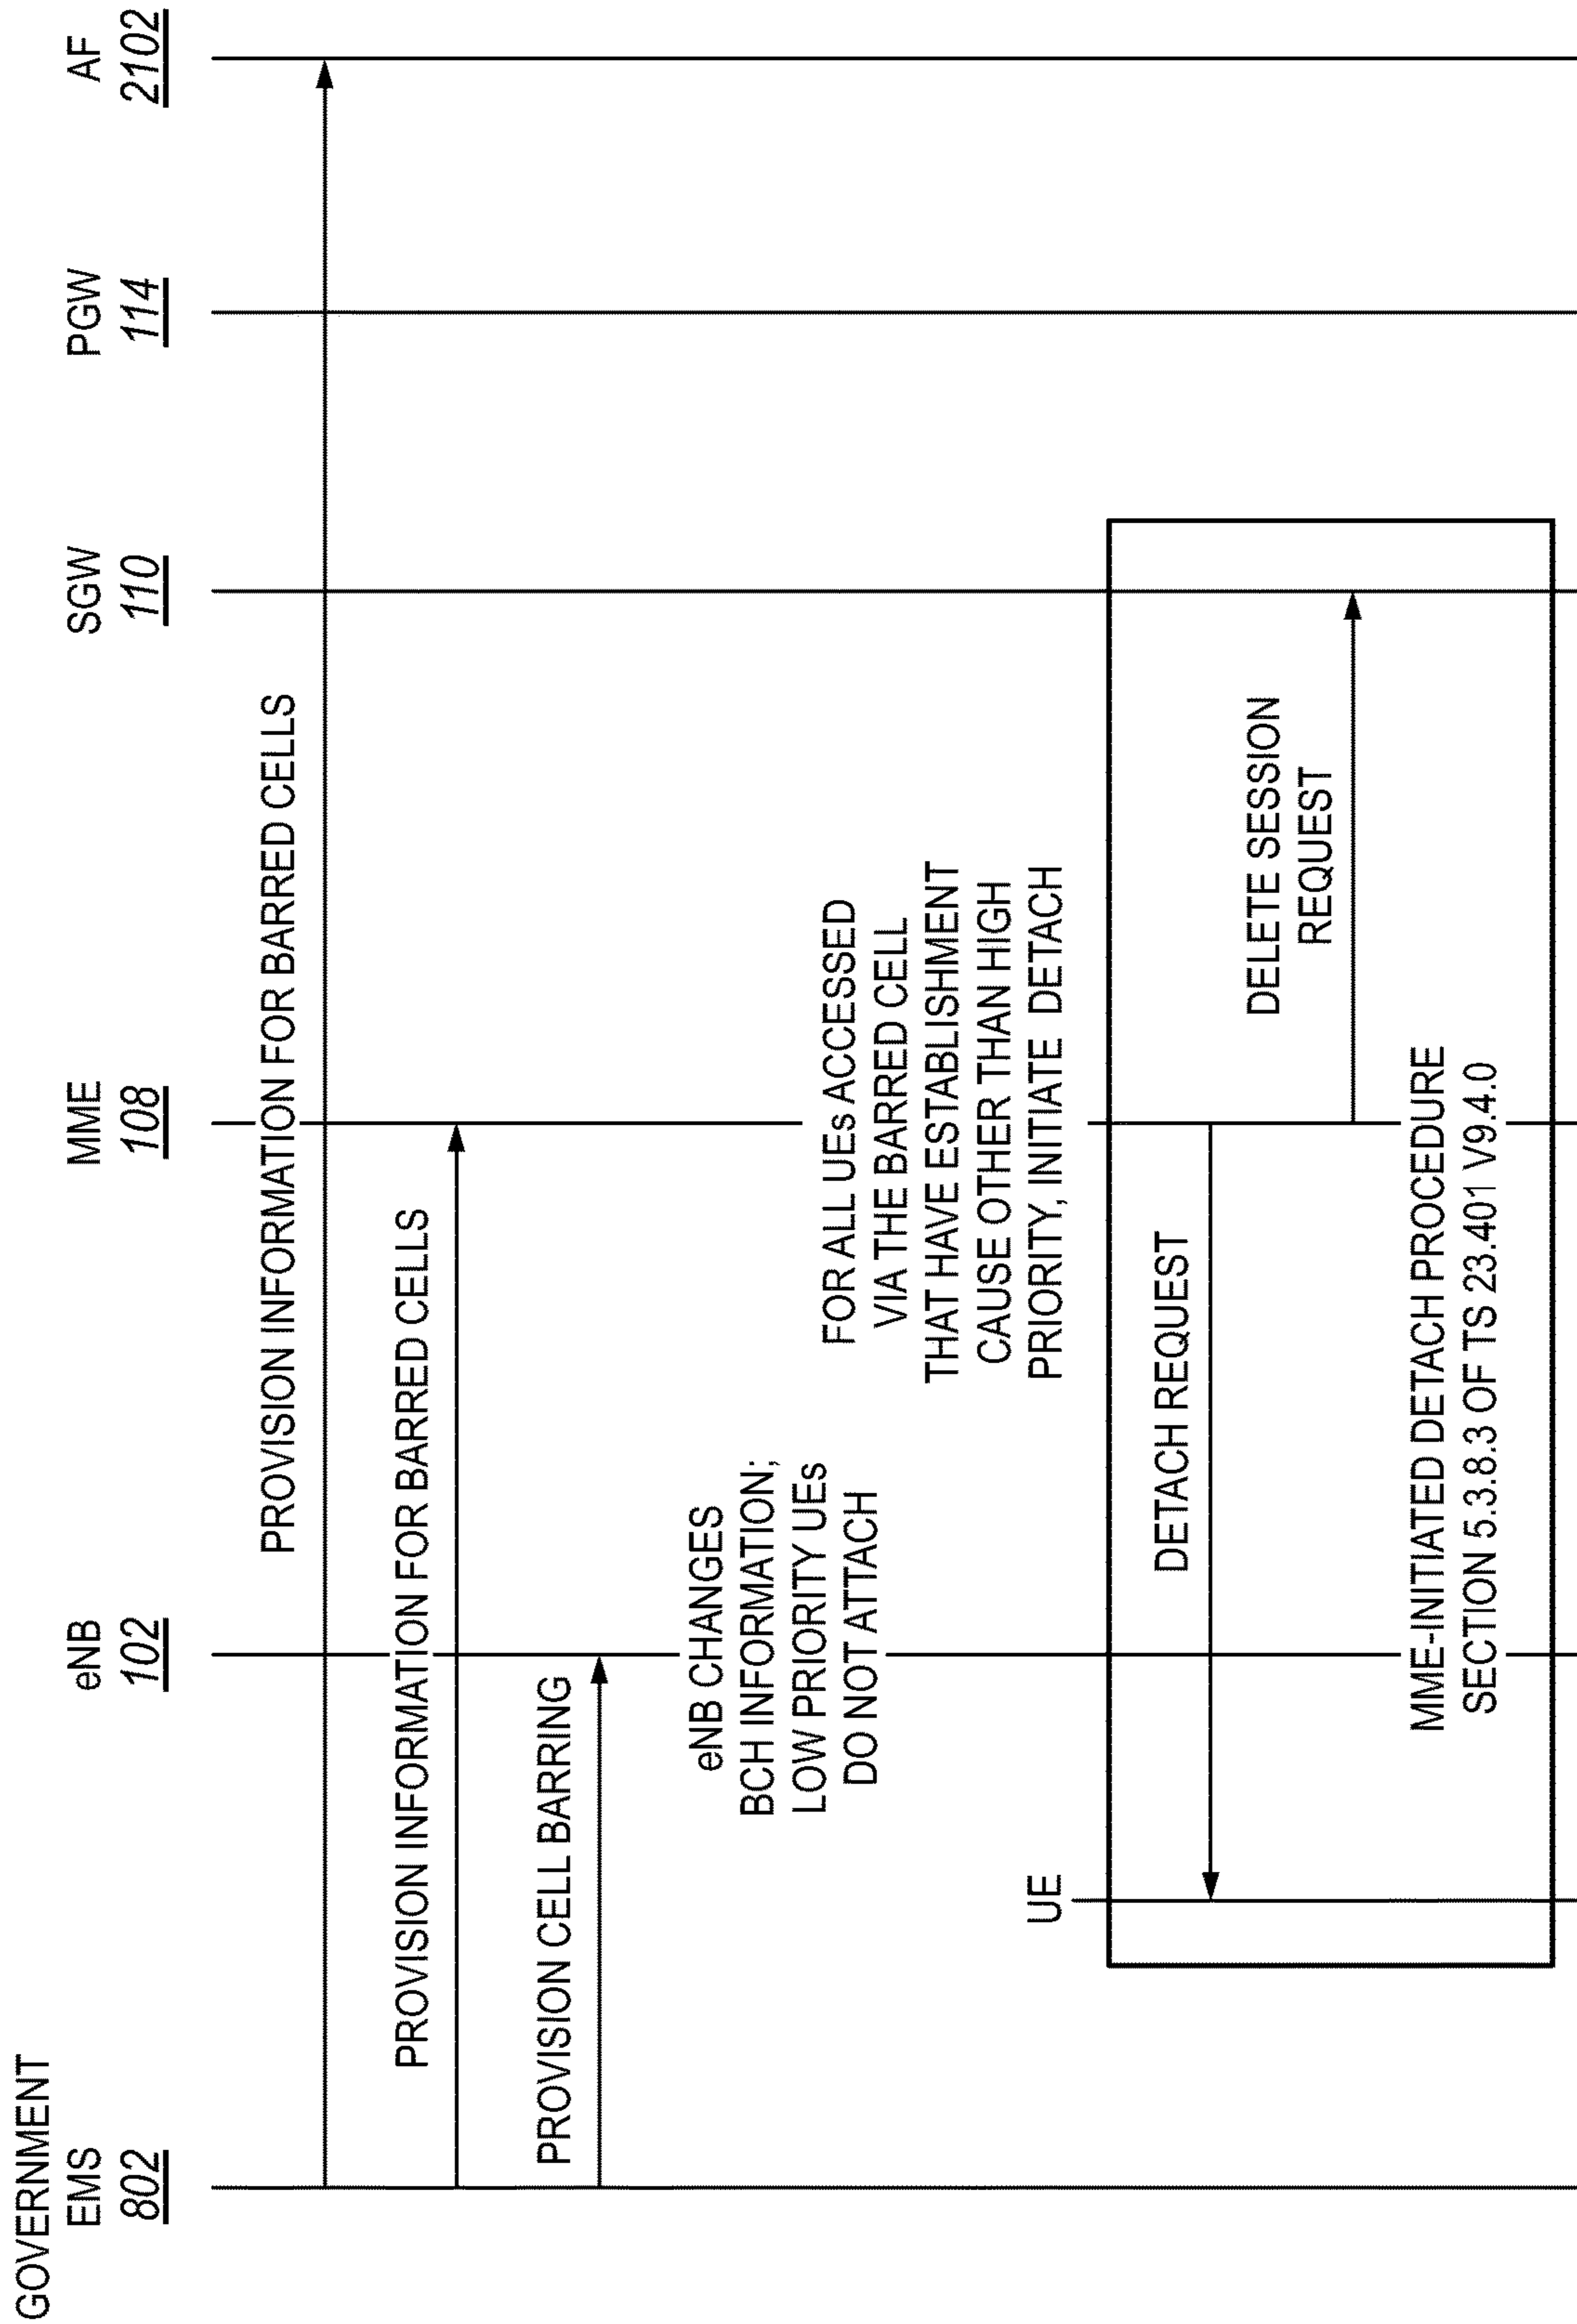 GOVERNMENT
EMS
802
eNB
102
MME
108
SGW
110
PGW
114
AF
2102
PROVISION INFORMATION FOR BARRED CELLS
PROVISION INFORMATION FOR BARRED CELLS
PROVISION CELL BARRING
eNB CHANGES
BCH INFORMATION;
LOW PRIORITY UEs
DO NOT ATTACH
FOR ALL UEs ACCESSED
VIA THE BARRED CELL
THAT HAVE ESTABLISHMENT
CAUSE OTHER THAN HIGH
PRIORITY, INITIATE DETACH
UE
DETACH REQUEST
DELETE SESSION
REQUEST
MME-INITIATED DETACH PROCEDURE
SECTION 5.3.8.3 OF TS 23.401 V9.4.0